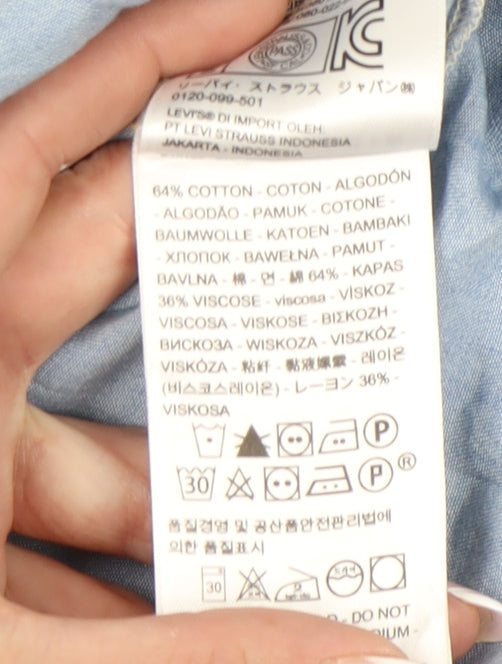 PASS
リーバイ・ストラウス ジャパン㈱
0120-099-501
LEVI'S® DI IMPORT OLEH:
PT LEVI STRAUSS INDONESIA
JAKARTA - INDONESIA
64% COTTON - COTON - ALGODÓN
- ALGODÃO - PAMUK - COTONE -
BAUMWOLLE - KATOEN - BAMBAKI
- ХЛОПОК - BAWEŁNA - PAMUT -
BAVLNA - 棉 - 면 - 綿 64% - KAPAS
36% VISCOSE - viscosa - VİSKOZ -
VISCOSA - VISKOSE - ΒΙΣΚΟΖΗ -
ВИСКОЗА - WISKOZA - VISZKÓZ -
VISKÓZA - 粘纤 - 레이온
(비스코스레이온) - レーヨン 36% -
VISKOSA
P
30 P ®
품질경영 및 공산품안전관리법에
의한 품질표시
30
- DO NOT